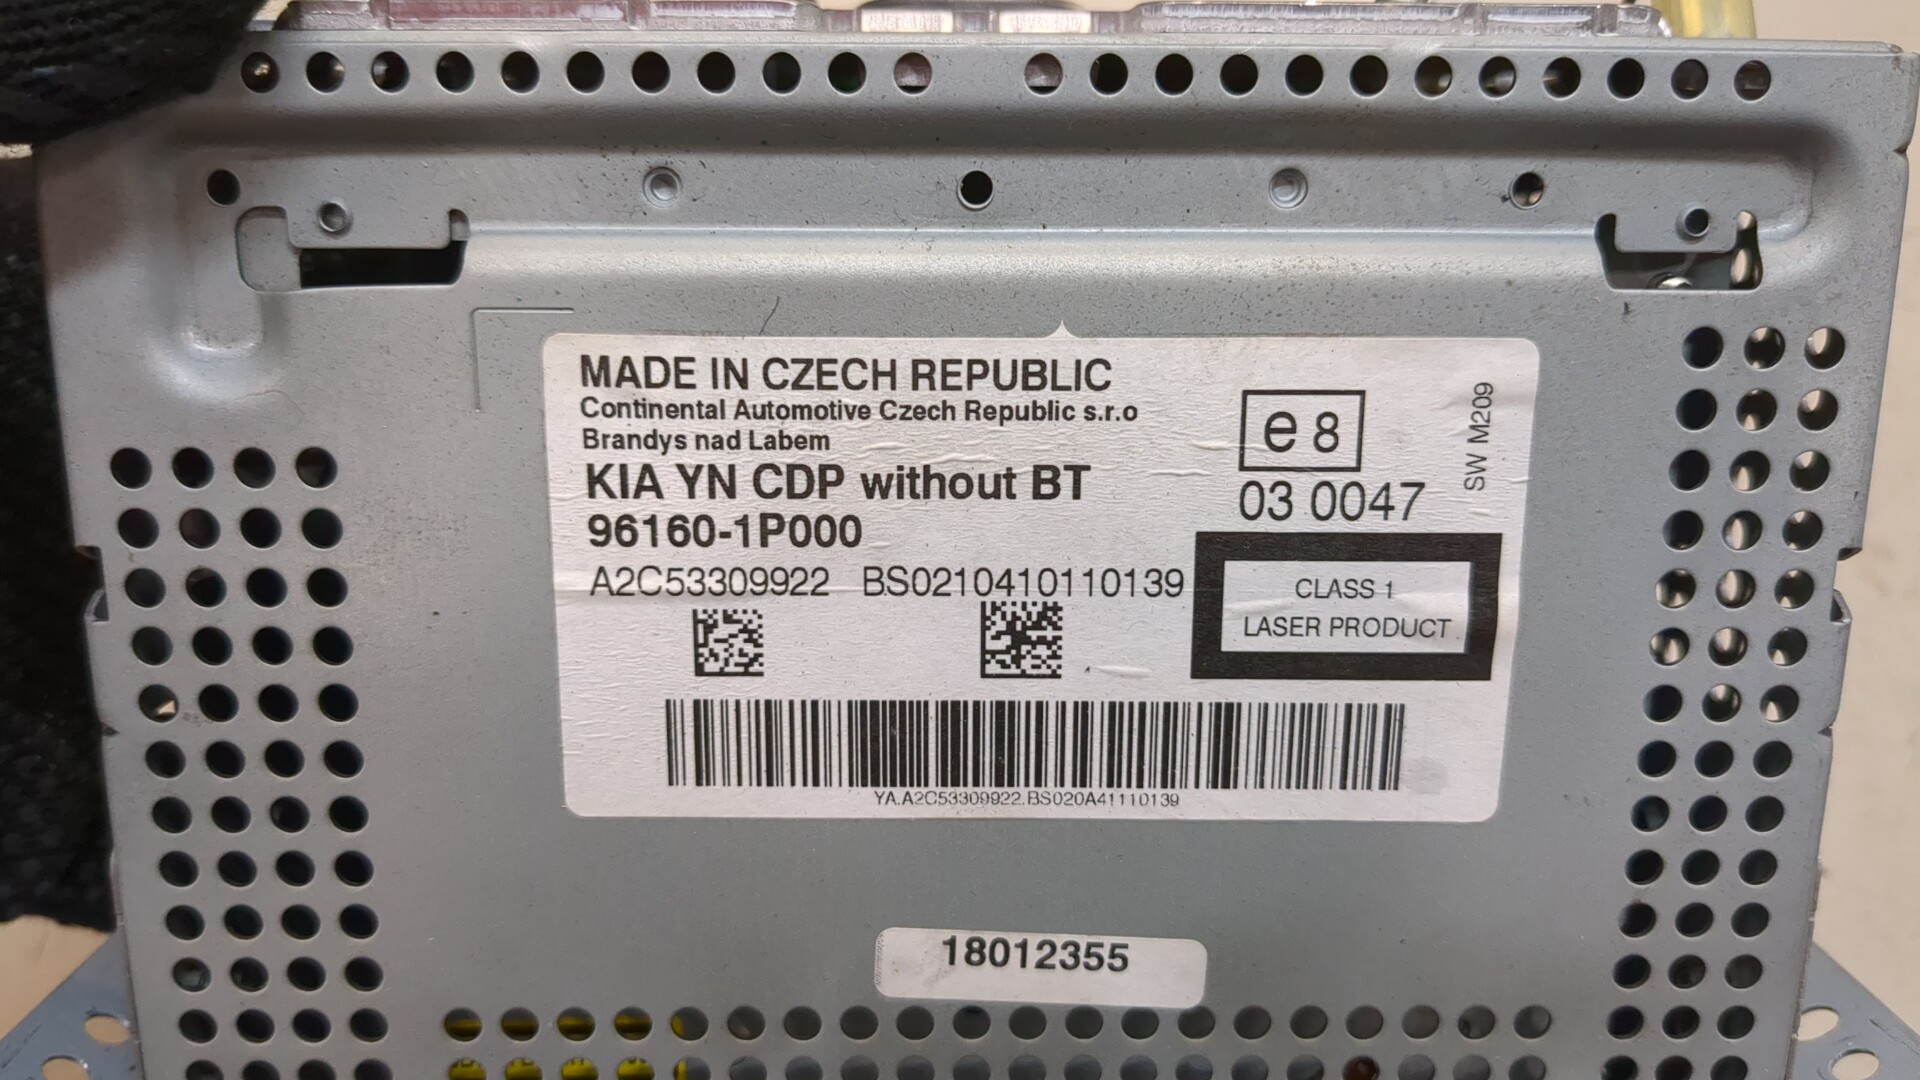 MADE IN CZECH REPUBLIC
Continental Automotive Czech Republic s.r.o
Brandys nad Labem
KIA YN CDP without BT
96160-1P000
A2C53309922 BS0210410110139
e8
03 0047
SW M209
CLASS 1
LASER PRODUCT
YA.A2C53309922.BS020A41110139
18012355